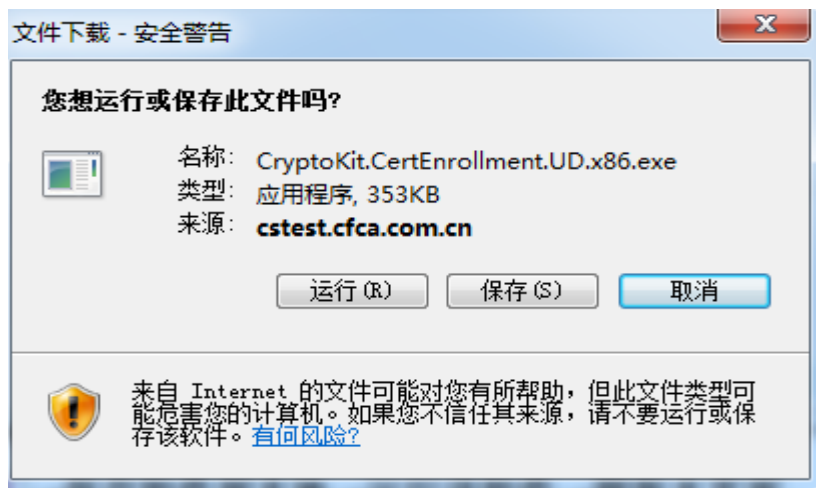 文件下载 - 安全警告
您想运行或保存此文件吗?
名称: CryptoKit.CertEnrollment.UD.x86.exe
类型: 应用程序, 353KB
来源: cstest.cfca.com.cn
运行(R) 保存(S) 取消
来自 Internet 的文件可能对您有所帮助，但此文件类型可
能危害您的计算机。如果您不信任其来源，请不要运行或保
存该软件。有何风险?